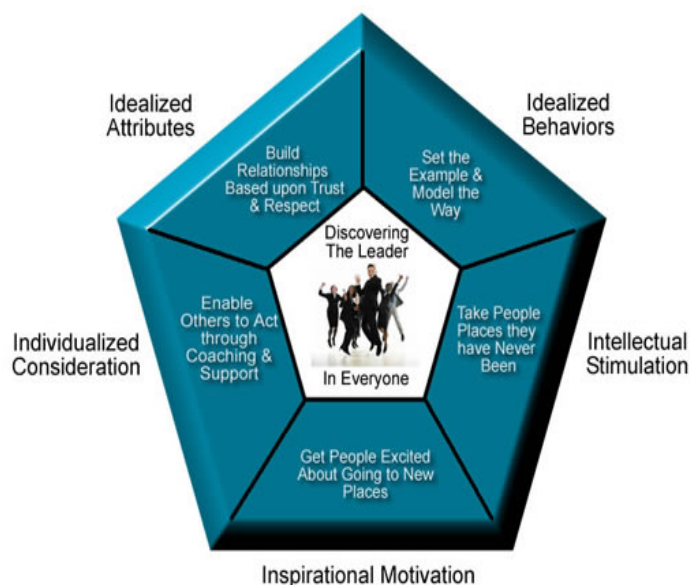 Idealized
Attributes
Idealized
Behaviors
Build
Relationships
Based upon Trust
& Respect
Set the
Example &
Model the
Way
Discovering
The Leader
In Everyone
Enable
Others to Act
through
Coaching &
Support
Take People
Places they
have Never
Been
Individualized
Consideration
Intellectual
Stimulation
Get People Excited
About Going to New
Places
Inspirational Motivation